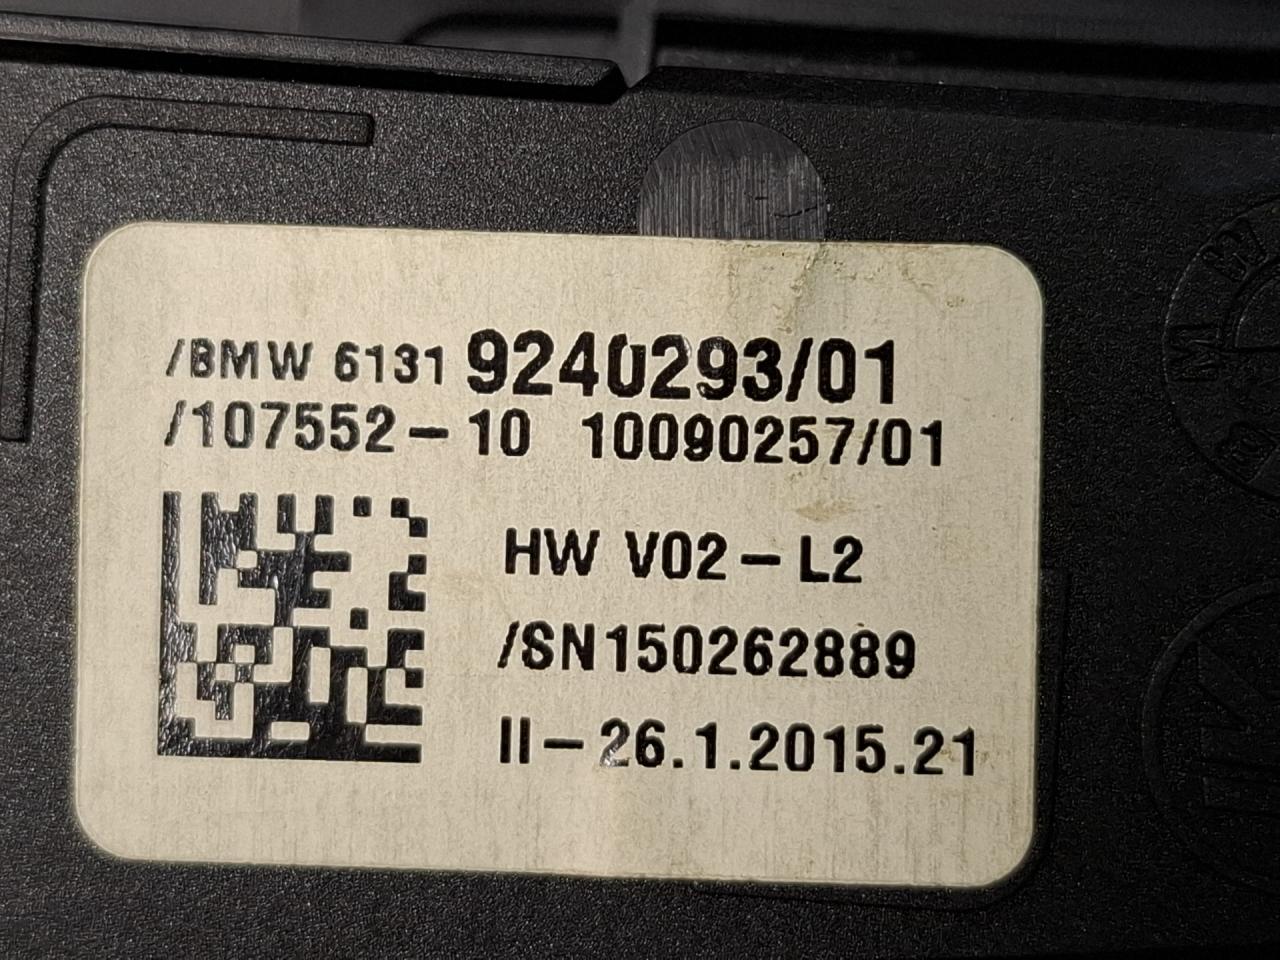 /BMW 6131 9240293/01
/107552-10 10090257/01
HW V02-L2
/SN150262889
II-26.1.2015.21